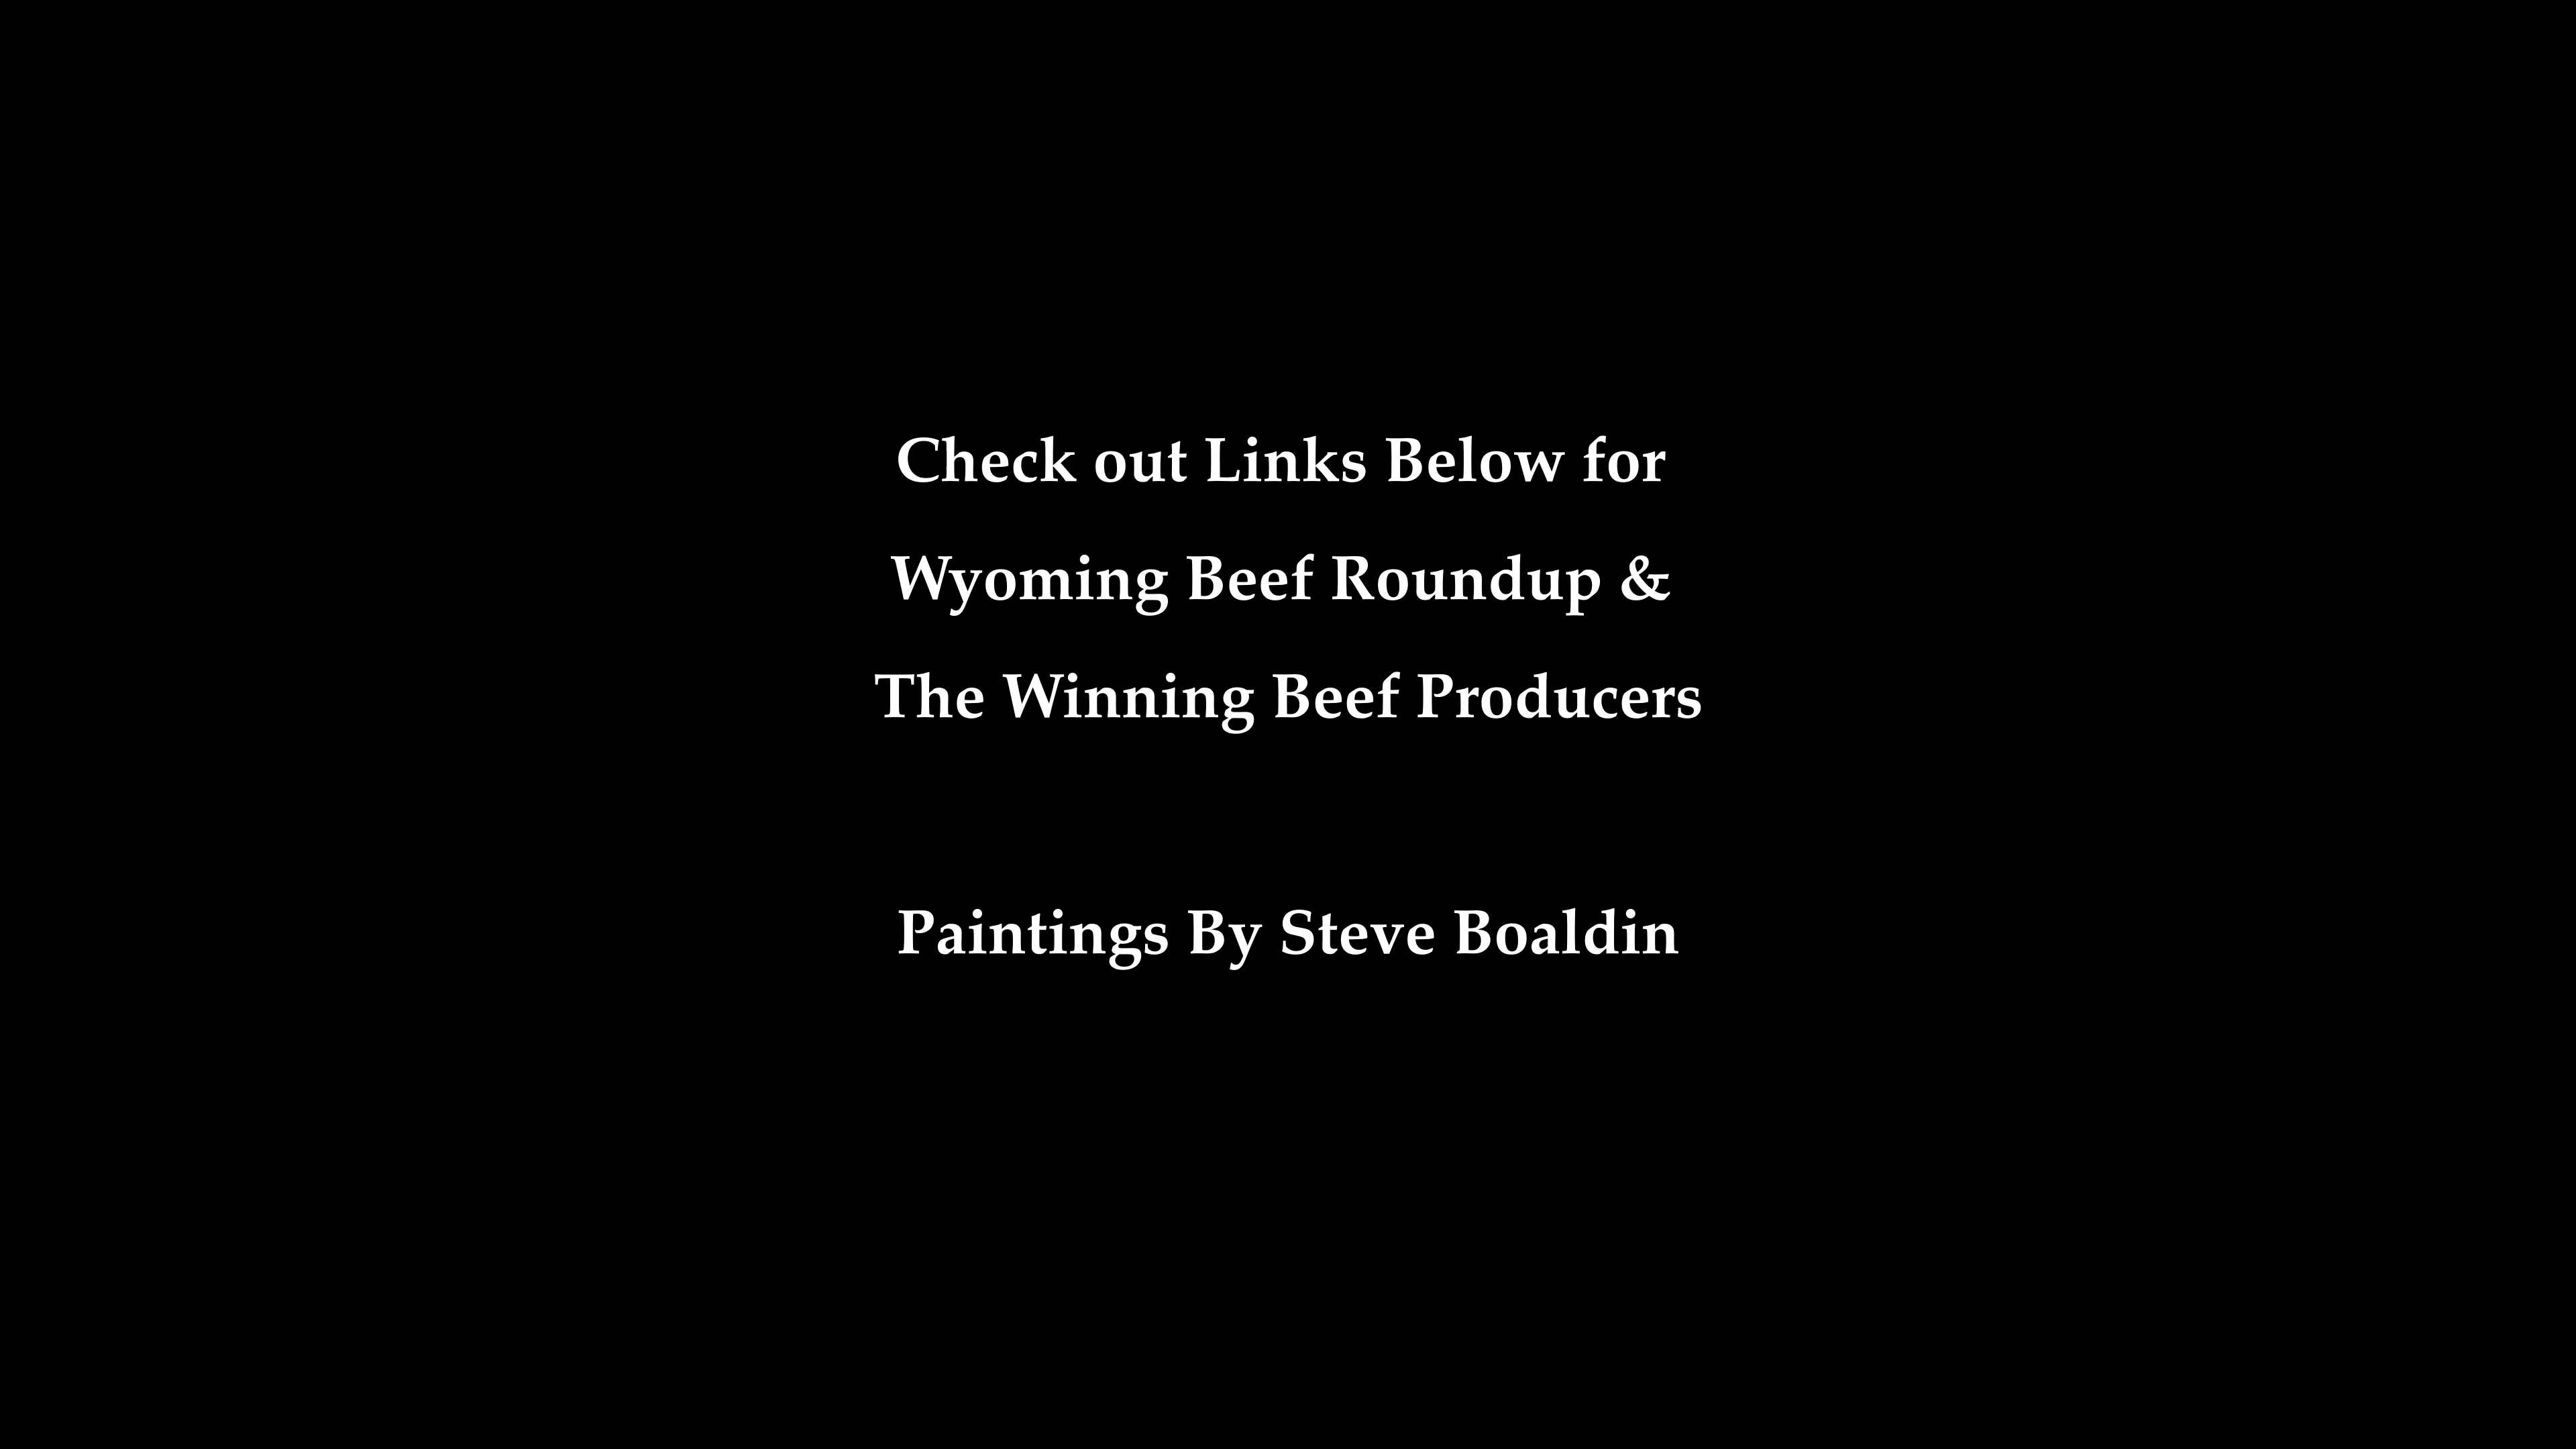 Check out Links Below for
Wyoming Beef Roundup &
The Winning Beef Producers
Paintings By Steve Boaldin